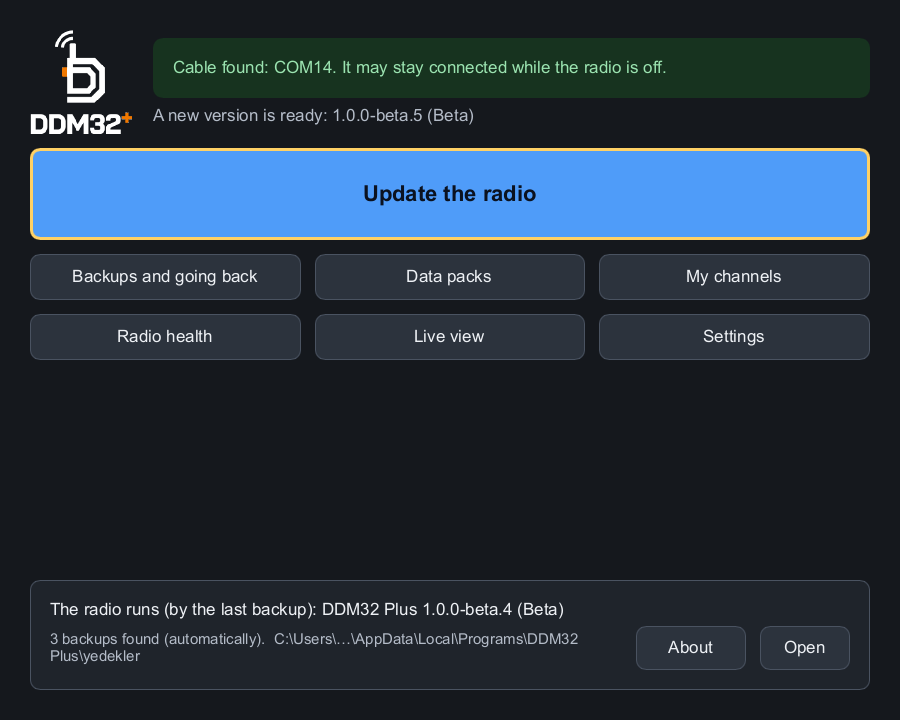 DDM32+
Cable found: COM14. It may stay connected while the radio is off.
A new version is ready: 1.0.0-beta.5 (Beta)
Update the radio
Backups and going back
Data packs
My channels
Radio health
Live view
Settings
The radio runs (by the last backup): DDM32 Plus 1.0.0-beta.4 (Beta)
3 backups found (automatically).  C:\Users\…\AppData\Local\Programs\DDM32
Plus\yedekler
About
Open